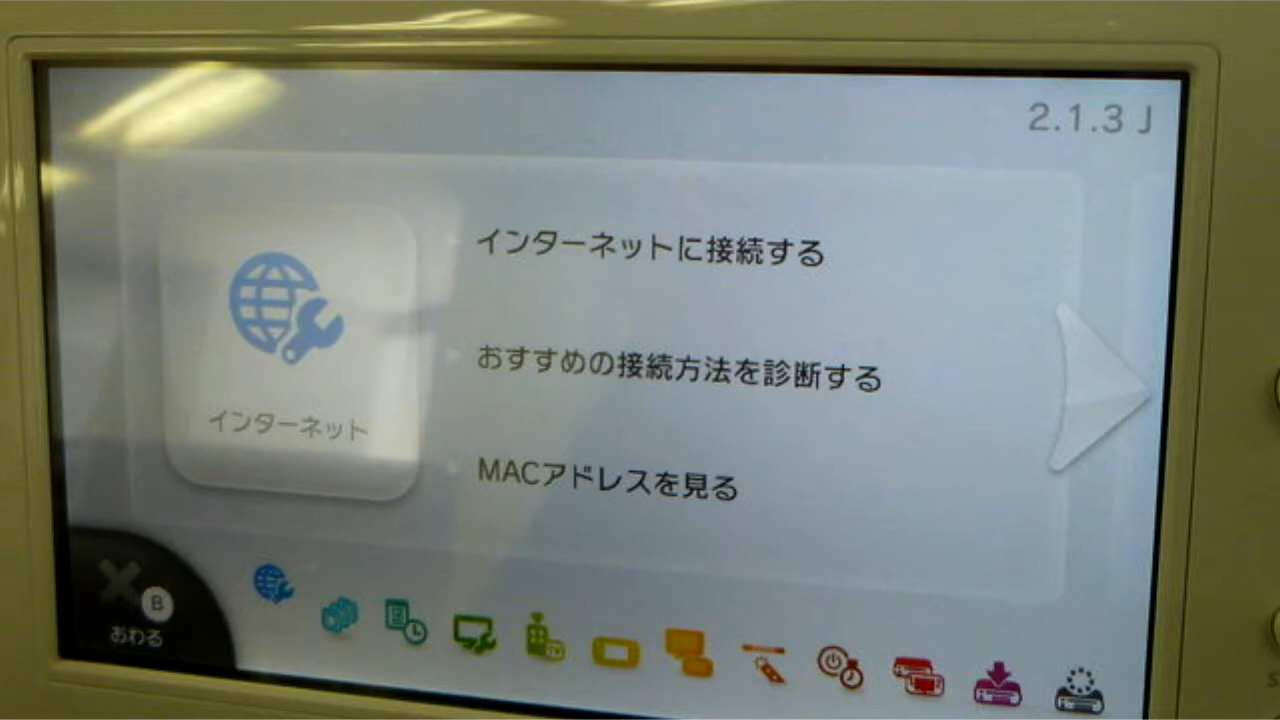 2.1.3 J
インターネットに接続する
おすすめの接続方法を診断する
MACアドレスを見る
インターネット
B
おわる
TV